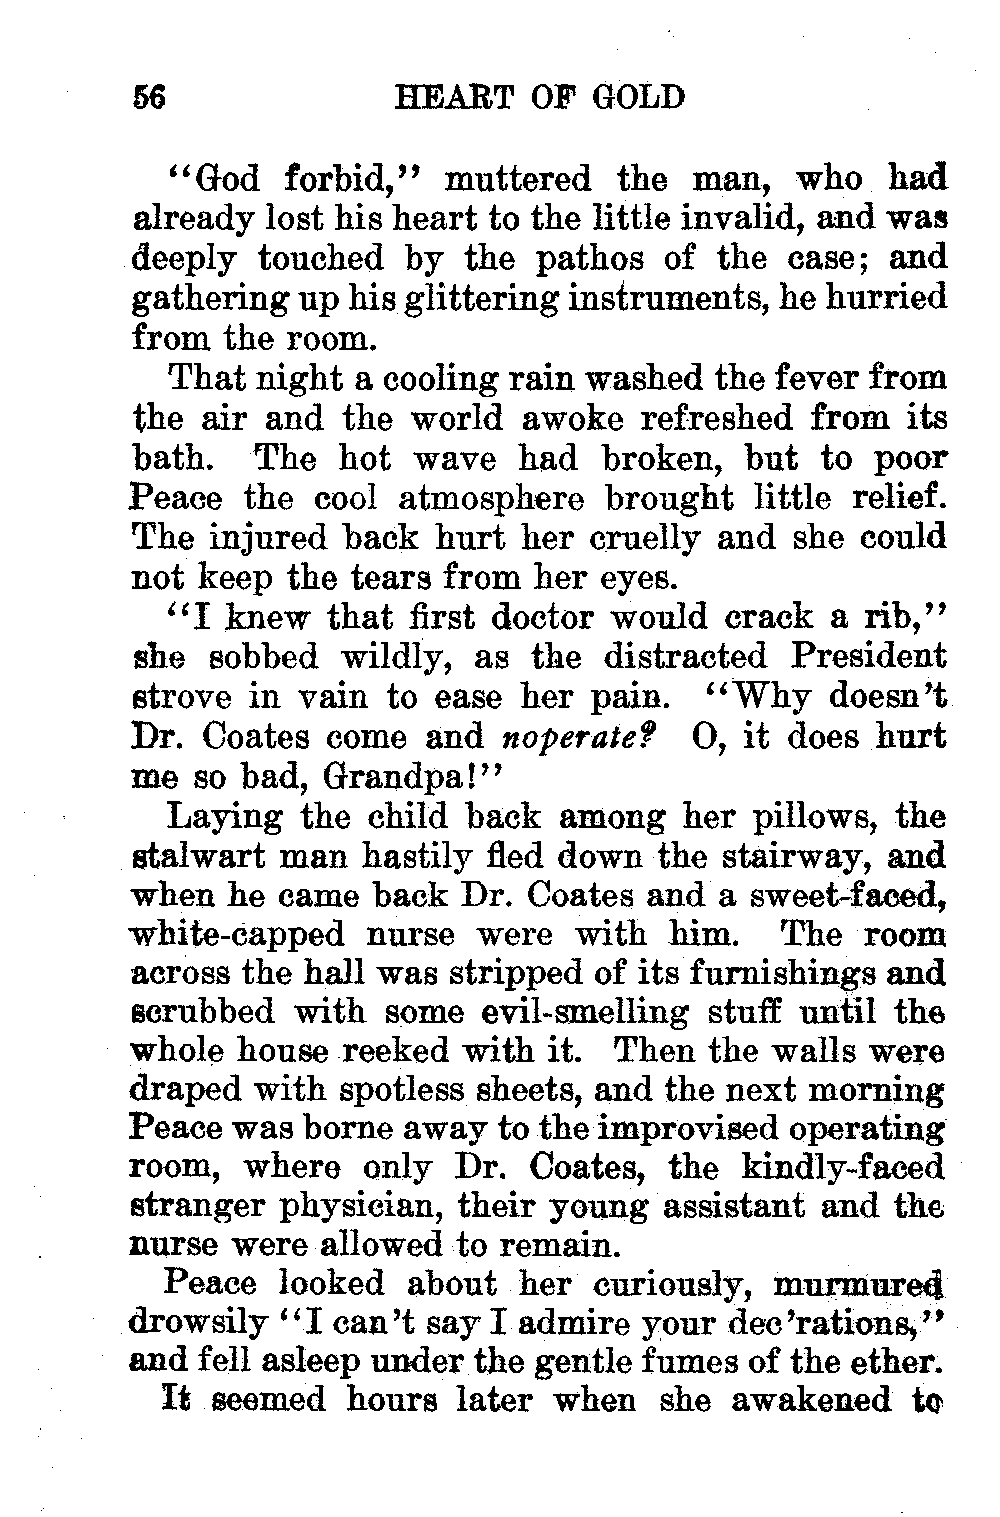 56 HEART OF GOLD
“God forbid,” muttered the man, who had
already lost his heart to the little invalid, and was
deeply touched by the pathos of the case; and
gathering up his glittering instruments, he hurried
from the room.
That night a cooling rain washed the fever from
the air and the world awoke refreshed from its
bath. The hot wave had broken, but to poor
Peace the cool atmosphere brought little relief.
The injured back hurt her cruelly and she could
not keep the tears from her eyes.
“I knew that first doctor would crack a rib,”
she sobbed wildly, as the distracted President
strove in vain to ease her pain. “Why doesn’t
Dr. Coates come and noperate? O, it does hurt
me so bad, Grandpa!”
Laying the child back among her pillows, the
stalwart man hastily fled down the stairway, and
when he came back Dr. Coates and a sweet-faced,
white-capped nurse were with him. The room
across the hall was stripped of its furnishings and
scrubbed with some evil-smelling stuff until the
whole house reeked with it. Then the walls were
draped with spotless sheets, and the next morning
Peace was borne away to the improvised operating
room, where only Dr. Coates, the kindly-faced
stranger physician, their young assistant and the
nurse were allowed to remain.
Peace looked about her curiously, murmured
drowsily “I can’t say I admire your dec’rations,”
and fell asleep under the gentle fumes of the ether.
It seemed hours later when she awakened to